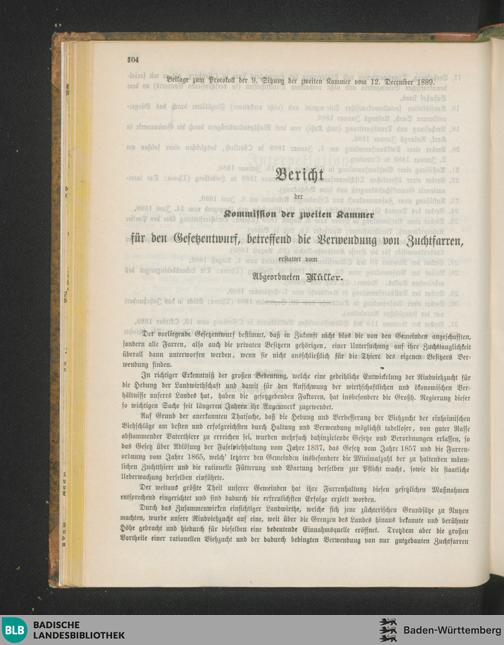 204
Beilage zum Protokoll der 9. Sitzung der zweiten Kammer vom 12. December 1889.
Bericht
der
Kommission der zweiten Kammer
für den Gesetzentwurf, betreffend die Verwendung von Zuchtfarren,
erstattet vom
Abgeordneten Müller.
Der vorliegende Gesetzentwurf bestimmt, daß in Zukunft nicht blos die von den Gemeinden angeschafften,
sondern alle Farren, also auch die privaten Besitzern gehörigen, einer Untersuchung auf ihre Zuchttauglichkeit
überall dann unterworfen werden, wenn sie nicht ausschließlich für die Thiere des eigenen Besitzers Ver-
wendung finden.
In richtiger Erkenntniß der großen Bedeutung, welche eine gedeihliche Entwickelung der Rindviehzucht für
die Hebung der Landwirthschaft und damit für den Aufschwung der wirthschaftlichen und ökonomischen Ver-
hältnisse unseres Landes hat, haben die gesetzgebenden Faktoren, hat insbesondere die Großh. Regierung dieser
so wichtigen Sache seit längeren Jahren ihr Augenmerk zugewendet.
Auf Grund der anerkannten Thatsache, daß die Hebung und Verbesserung der Viehzucht der einheimischen
Viehschläge am besten und erfolgreichsten durch Haltung und Verwendung möglichst tadelloser, von guter Rasse
abstammender Vaterthiere zu erreichen sei, wurden mehrfach dahinzielende Gesetze und Verordnungen erlassen, so
das Gesetz über Ablösung der Faselviehhaltung vom Jahre 1837, das Gesetz vom Jahre 1857 und die Farren-
ordnung vom Jahre 1865, welch' letztere den Gemeinden insbesondere die Minimalzahl der zu haltenden männ-
lichen Zuchtthiere und die rationelle Fütterung und Wartung derselben zur Pflicht macht, sowie die staatliche
Ueberwachung derselben einführte.
Der weitaus größte Theil unserer Gemeinden hat ihre Farrenhaltung diesen gesetzlichen Maßnahmen
entsprechend eingerichtet und sind dadurch die erfreulichsten Erfolge erzielt worden.
Durch das Zusammenwirken einsichtiger Landwirthe, welche sich jene züchterischen Grundsätze zu Nutzen
machten, wurde unsere Rindviehzucht auf eine, weit über die Grenzen des Landes hinaus bekannte und berühmte
Höhe gebracht und hiedurch für dieselben eine bedeutende Einnahmsquelle eröffnet. Trotzdem aber die großen
Vortheile einer rationellen Viehzucht und der dadurch bedingten Verwendung von nur gutgebauten Zuchtfarren
BLB
BADISCHE
LANDESBIBLIOTHEK
Baden-Württemberg